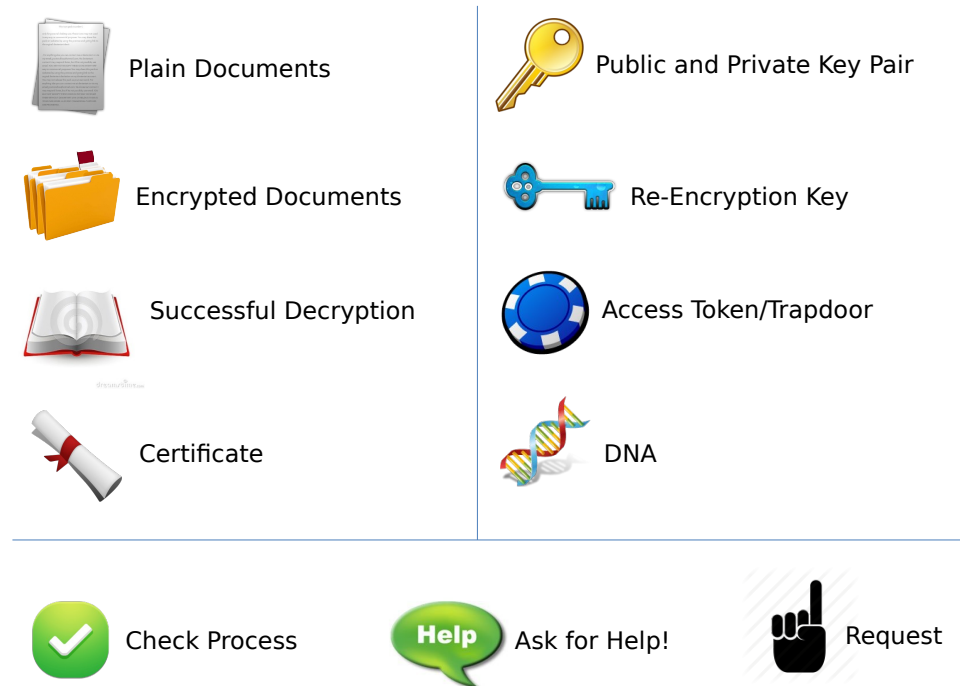 Plain Documents
Encrypted Documents
Successful Decryption
Certificate
Public and Private Key Pair
Re-Encryption Key
Access Token/Trapdoor
DNA
Check Process
Help
Ask for Help!
Request